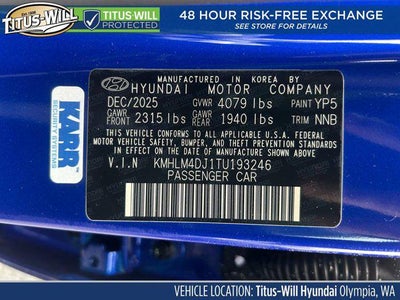 TITUS-WILL
TITUS-WILL PROTECTED
48 HOUR RISK-FREE EXCHANGE
SEE DEALER FOR DETAILS. EXCLUSIONS APPLY.
MANUFACTURED IN KOREA BY
HYUNDAI MOTOR COMPANY
DEC/2025 GVWR 4079 lbs PAINT YP5
GAWR FRONT 2315 lbs GAWR REAR 1940 lbs TRIM NNB
THIS VEHICLE CONFORMS TO ALL APPLICABLE
U.S. FEDERAL MOTOR VEHICLE SAFETY, BUMPER,
AND THEFT PREVENTION STANDARDS IN EFFECT
ON THE DATE OF MANUFACTURE SHOWN ABOVE.
V.I.N KMHLM4DJ1TU193246
PASSENGER CAR
KARR
SECURITY SYSTEMS
VEHICLE LOCATION: Titus-Will Hyundai Olympia, WA